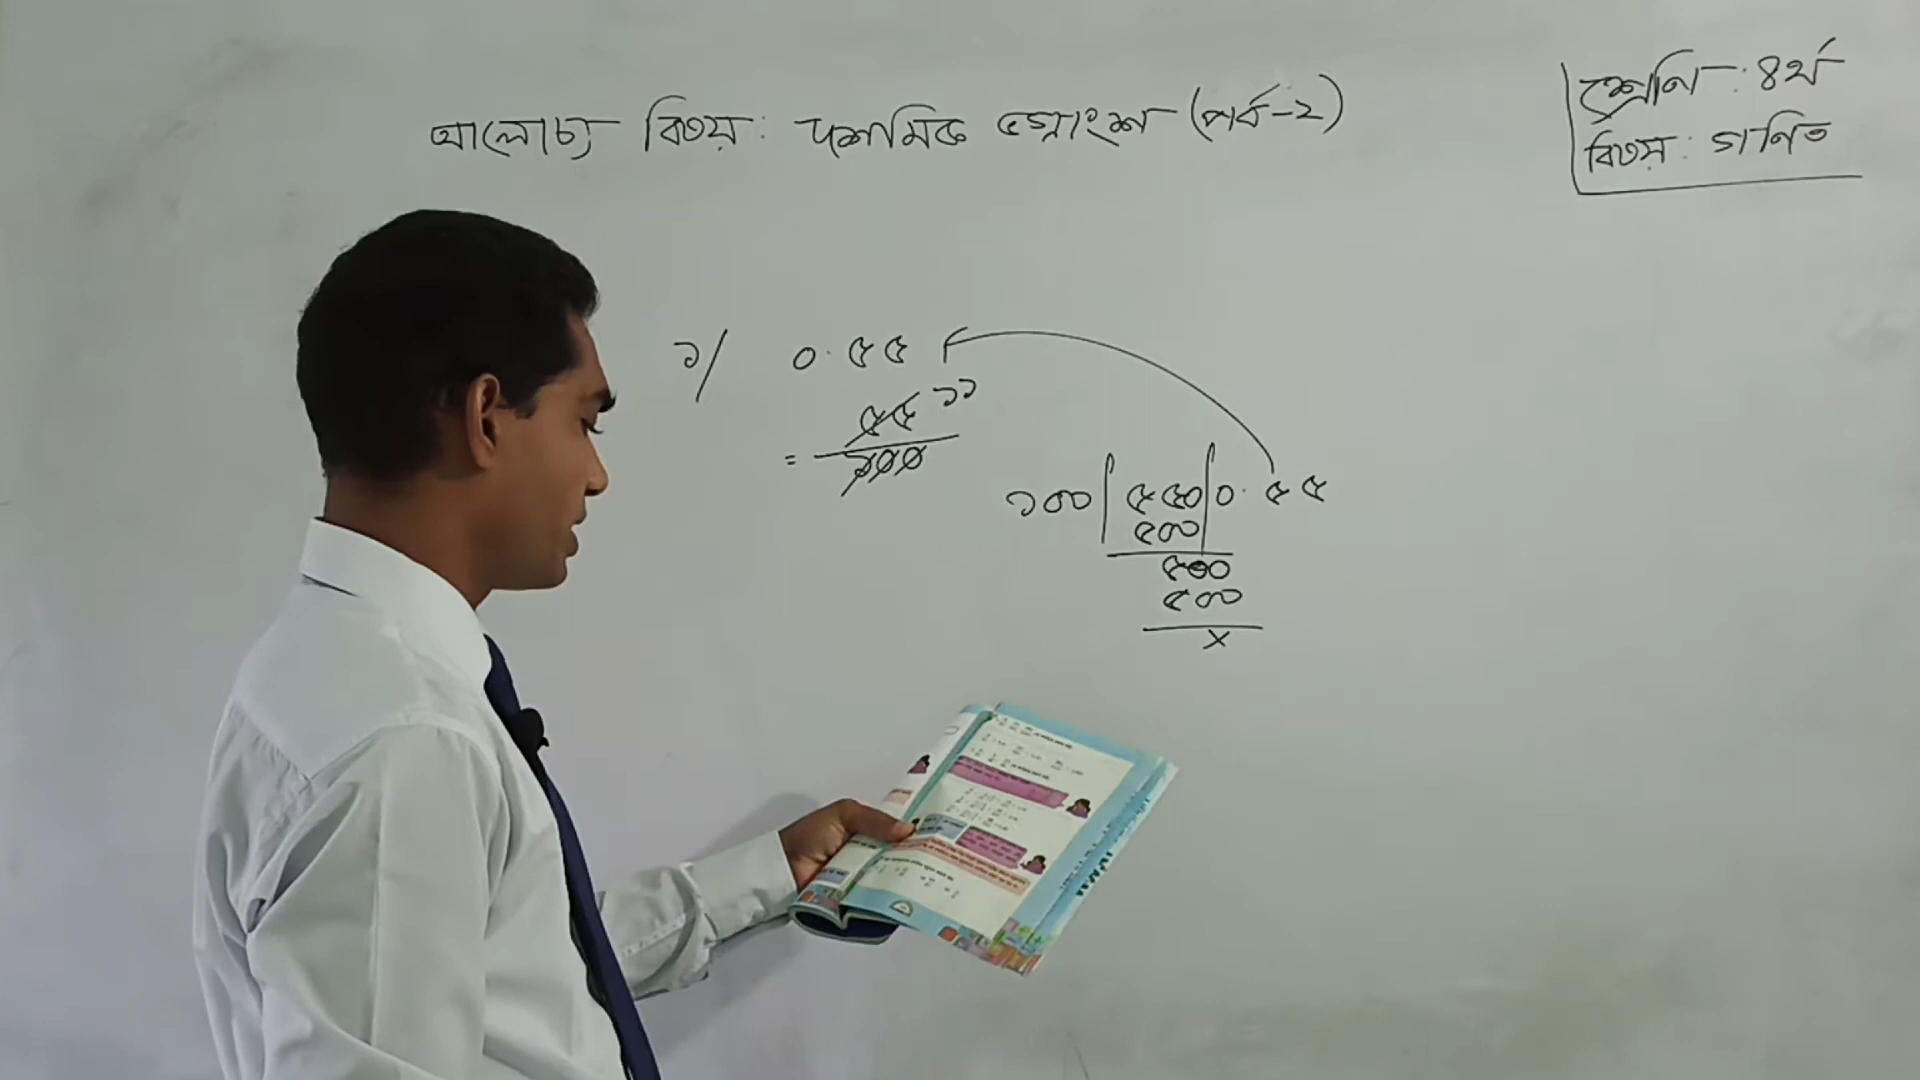 আলোচ্য বিষয়: দশমিক ভগ্নাংশ (পর্ব-২)
শ্রেণি: ৪র্থ
বিষয়: গণিত
১/ ০.৫৫
৫৫ ১১
= ১০০
১০০ | ৫৫০ | ০.৫৫
৫০০
৫০০
৫০০
×